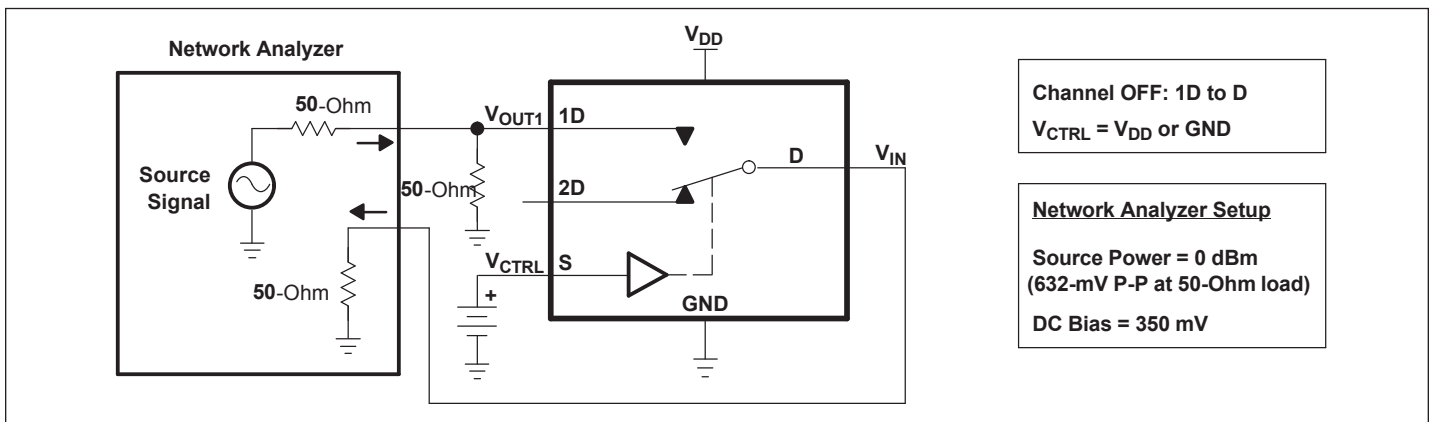 Network Analyzer
50-Ohm
Source
Signal
50-Ohm
50-Ohm
VDD
VOUT1
1D
2D
D
VIN
VCTRL
S
+
GND
Channel OFF: 1D to D
VCTRL = VDD or GND
Network Analyzer Setup
Source Power = 0 dBm
(632-mV P-P at 50-Ohm load)
DC Bias = 350 mV